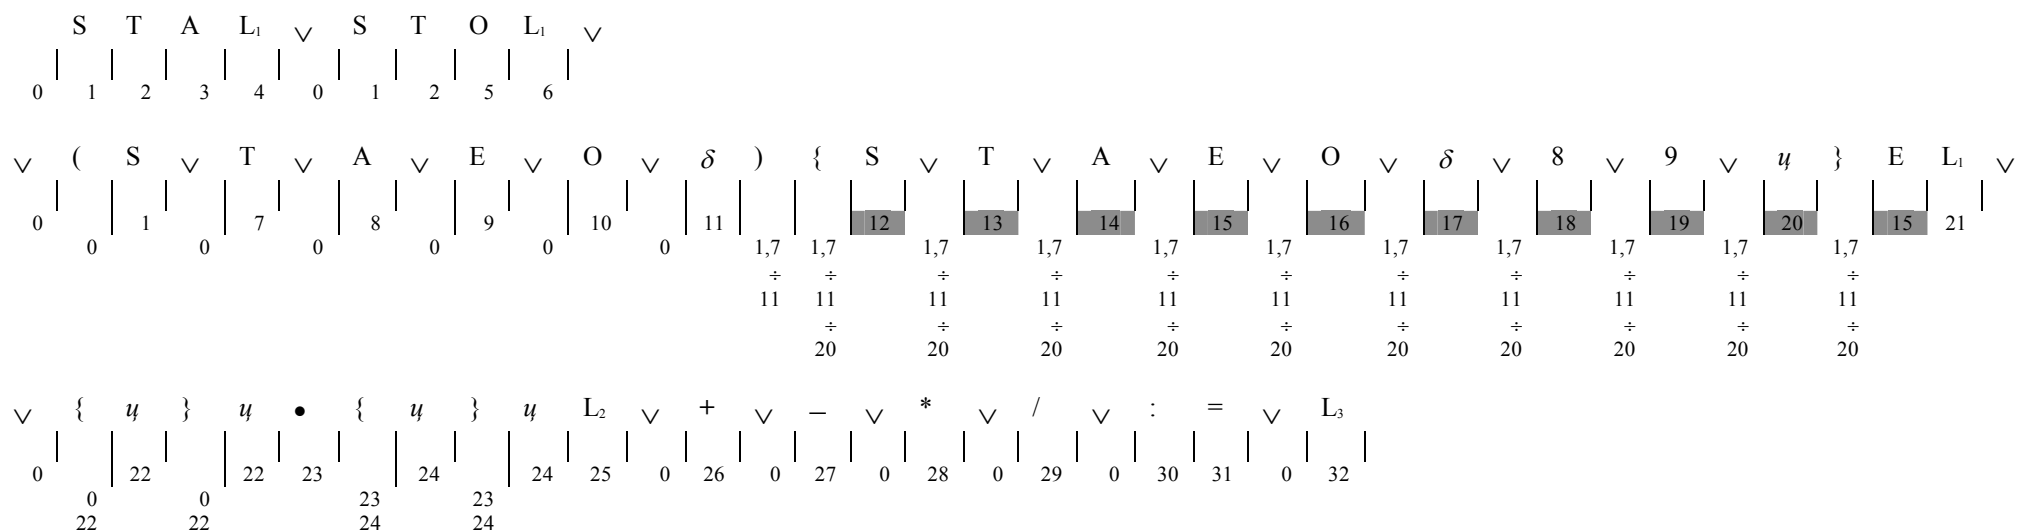 S T A L₁ ∨ S T O L₁ ∨
0 1 2 3 4 0 1 2 5 6
∨ ( S ∨ T ∨ A ∨ E ∨ O ∨ δ ) { S ∨ T ∨ A ∨ E ∨ O ∨ δ ∨ 8 ∨ 9 ∨ ц } E L₁ ∨
0 1 7 8 9 10 11 12 13 14 15 16 17 18 19 20 15 21
0 0 0 0 0 0 1,7 1,7 1,7 1,7 1,7 1,7 1,7 1,7 1,7 1,7 1,7
÷ ÷ ÷ ÷ ÷ ÷ ÷ ÷ ÷ ÷ ÷
11 11 11 11 11 11 11 11 11 11 11
÷ ÷ ÷ ÷ ÷ ÷ ÷ ÷ ÷ ÷
20 20 20 20 20 20 20 20 20 20
∨ { ц } ц • { ц } ц L₂ ∨ + ∨ – ∨ * ∨ / ∨ : = ∨ L₃
0 22 22 23 24 24 25 0 26 0 27 0 28 0 29 0 30 31 0 32
0 0 23 23
22 22 24 24